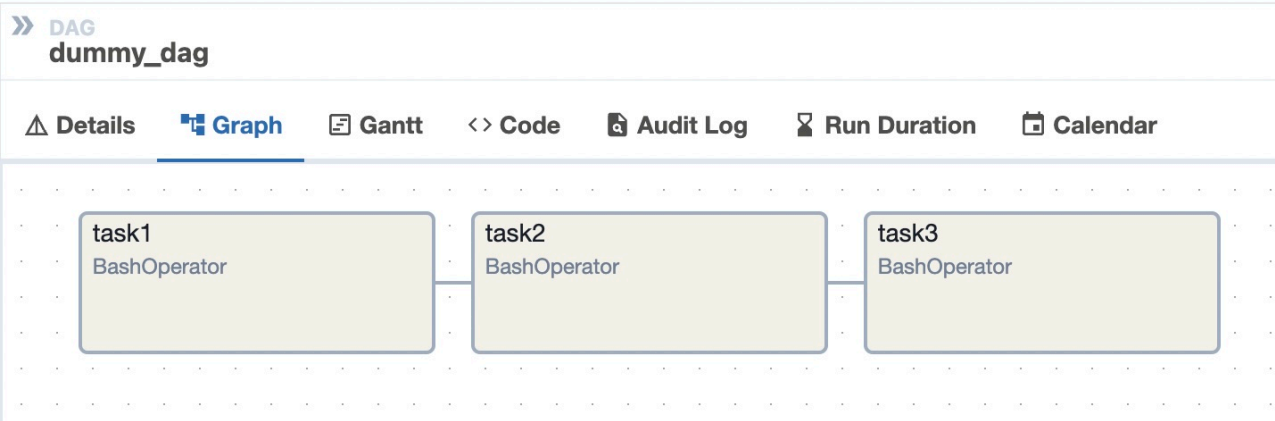 DAG
dummy_dag
Details Graph Gantt Code Audit Log Run Duration Calendar
task1 task2 task3
BashOperator BashOperator BashOperator